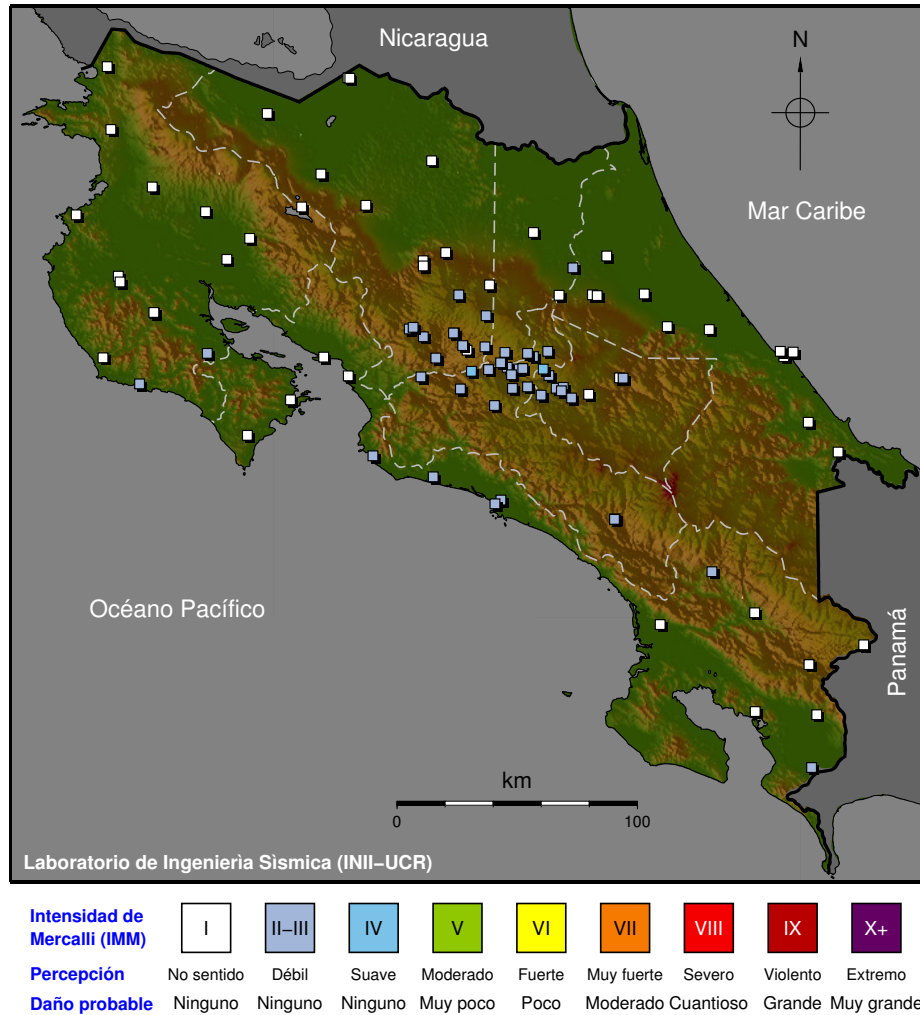 Nicaragua
N
Mar Caribe
Océano Pacífico
Panamá
km
0 100
Laboratorio de Ingenierìa Sìsmica (INII–UCR)
Intensidad de
Mercalli (IMM)
I II–III IV V VI VII VIII IX X+
Percepción No sentido Débil Suave Moderado Fuerte Muy fuerte Severo Violento Extremo
Daño probable Ninguno Ninguno Ninguno Muy poco Poco Moderado Cuantioso Grande Muy grande